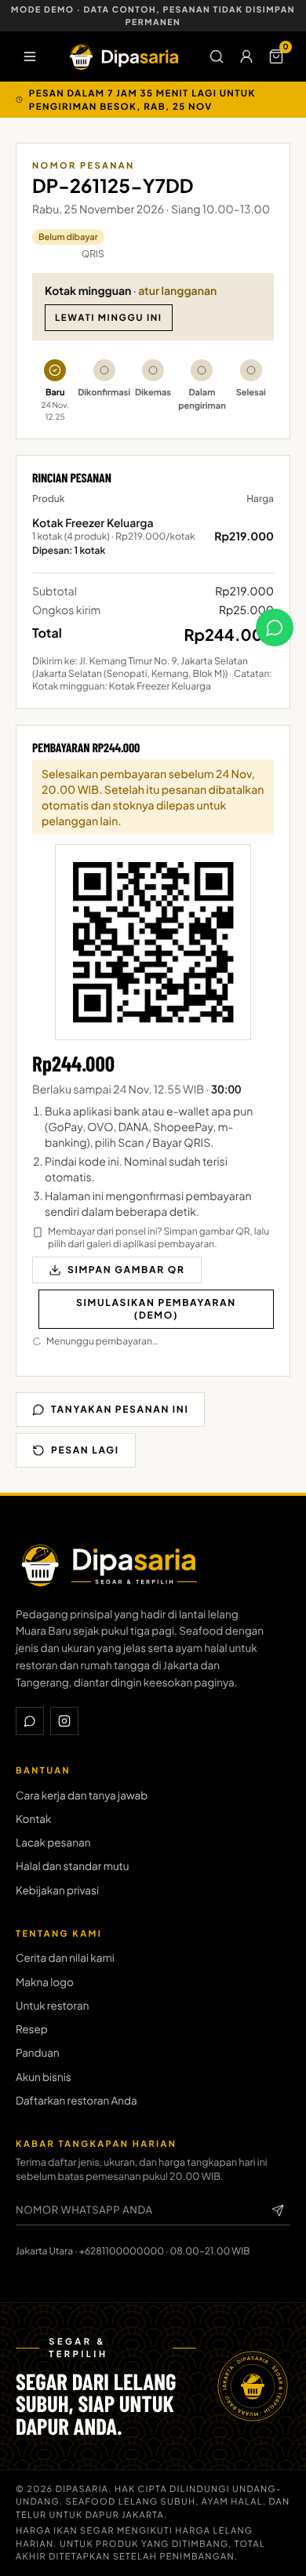 MODE DEMO · DATA CONTOH, PESANAN TIDAK DISIMPAN
PERMANEN
Dipasaria
0
PESAN DALAM 7 JAM 35 MENIT LAGI UNTUK
PENGIRIMAN BESOK, RAB, 25 NOV
NOMOR PESANAN
DP-261125-Y7DD
Rabu, 25 November 2026 · Siang 10.00–13.00
Belum dibayar
QRIS
Kotak mingguan · atur langganan
LEWATI MINGGU INI
Baru
24 Nov,
12.25
Dikonfirmasi
Dikemas
Dalam
pengiriman
Selesai
RINCIAN PESANAN
Produk Harga
Kotak Freezer Keluarga
1 kotak (4 produk) · Rp219.000/kotak
Dipesan: 1 kotak
Rp219.000
Subtotal Rp219.000
Ongkos kirim Rp25.000
Total Rp244.00
Dikirim ke: Jl. Kemang Timur No. 9, Jakarta Selatan
(Jakarta Selatan (Senopati, Kemang, Blok M)) · Catatan:
Kotak mingguan: Kotak Freezer Keluarga
PEMBAYARAN RP244.000
Selesaikan pembayaran sebelum 24 Nov,
20.00 WIB. Setelah itu pesanan dibatalkan
otomatis dan stoknya dilepas untuk
pelanggan lain.
Rp244.000
Berlaku sampai 24 Nov, 12.55 WIB · 30:00
1. Buka aplikasi bank atau e-wallet apa pun
(GoPay, OVO, DANA, ShopeePay, m-
banking), pilih Scan / Bayar QRIS.
2. Pindai kode ini. Nominal sudah terisi
otomatis.
3. Halaman ini mengonfirmasi pembayaran
sendiri dalam beberapa detik.
Membayar dari ponsel ini? Simpan gambar QR, lalu
pilih dari galeri di aplikasi pembayaran.
SIMPAN GAMBAR QR
SIMULASIKAN PEMBAYARAN
(DEMO)
Menunggu pembayaran…
TANYAKAN PESANAN INI
PESAN LAGI
Dipasaria
SEGAR & TERPILIH
Pedagang prinsipal yang hadir di lantai lelang
Muara Baru sejak pukul tiga pagi. Seafood dengan
jenis dan ukuran yang jelas serta ayam halal untuk
restoran dan rumah tangga di Jakarta dan
Tangerang, diantar dingin keesokan paginya.
BANTUAN
Cara kerja dan tanya jawab
Kontak
Lacak pesanan
Halal dan standar mutu
Kebijakan privasi
TENTANG KAMI
Cerita dan nilai kami
Makna logo
Untuk restoran
Resep
Panduan
Akun bisnis
Daftarkan restoran Anda
KABAR TANGKAPAN HARIAN
Terima daftar jenis, ukuran, dan harga tangkapan hari ini
sebelum batas pemesanan pukul 20.00 WIB.
NOMOR WHATSAPP ANDA
Jakarta Utara · +6281100000000 · 08.00–21.00 WIB
SEGAR &
TERPILIH
SEGAR DARI LELANG
SUBUH, SIAP UNTUK
DAPUR ANDA.
© 2026 DIPASARIA. HAK CIPTA DILINDUNGI UNDANG-
UNDANG. SEAFOOD LELANG SUBUH, AYAM HALAL, DAN
TELUR UNTUK DAPUR JAKARTA.
HARGA IKAN SEGAR MENGIKUTI HARGA LELANG
HARIAN. UNTUK PRODUK YANG DITIMBANG, TOTAL
AKHIR DITETAPKAN SETELAH PENIMBANGAN.